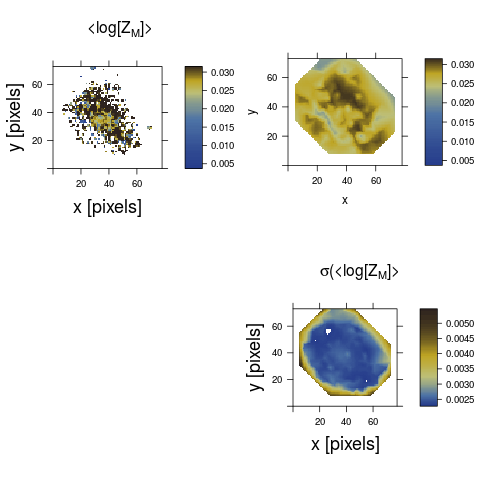 <log[Z_M]>
y [pixels]
60
40
20
20 40 60
x [pixels]
0.030
0.025
0.020
0.015
0.010
0.005
y
60
40
20
20 40 60
x
0.030
0.025
0.020
0.015
0.010
0.005
σ(<log[Z_M]>
y [pixels]
60
40
20
20 40 60
x [pixels]
0.0050
0.0045
0.0040
0.0035
0.0030
0.0025